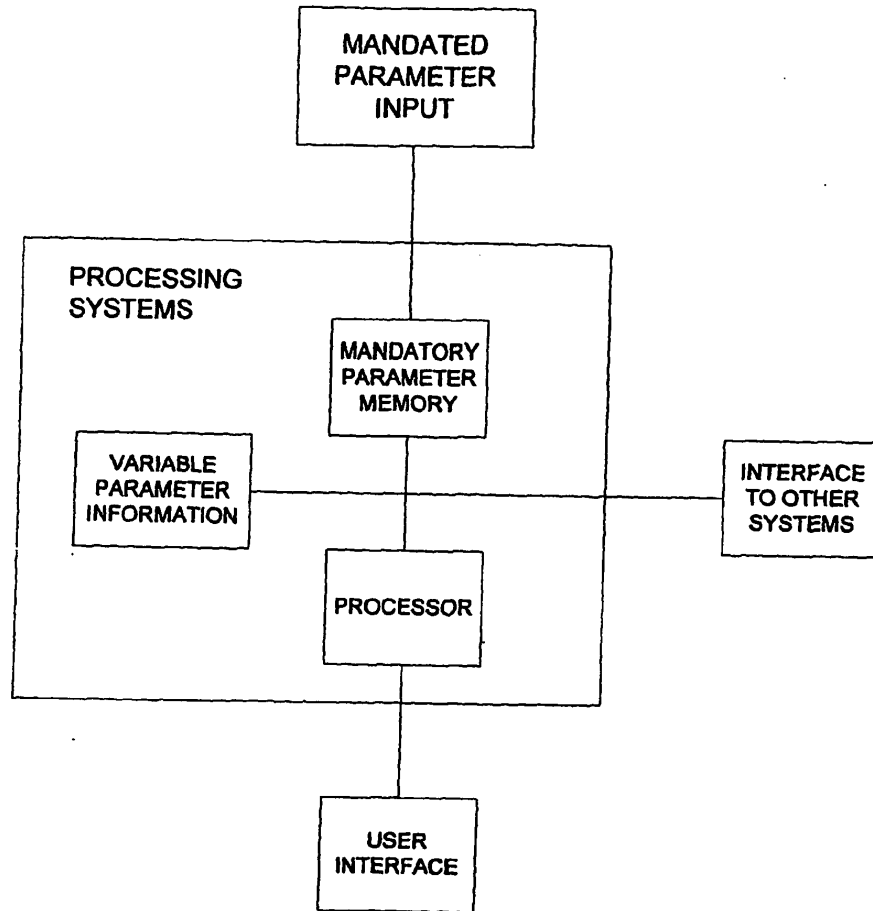 MANDATED
PARAMETER
INPUT
PROCESSING
SYSTEMS
MANDATORY
PARAMETER
MEMORY
VARIABLE
PARAMETER
INFORMATION
INTERFACE
TO OTHER
SYSTEMS
PROCESSOR
USER
INTERFACE